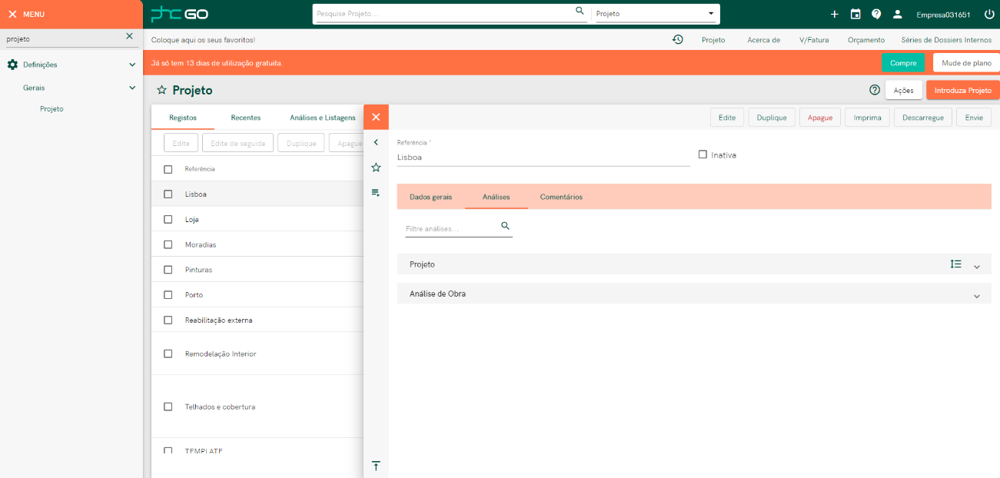 MENU
phc GO
Pesquise Projeto...
Projeto
Empresa031651
projeto
Coloque aqui os seus favoritos!
Projeto
Acerca de
V/Fatura
Orçamento
Séries de Dossiers Internos
Definições
Gerais
Projeto
Já só tem 13 dias de utilização gratuita.
Compre
Mude de plano
Projeto
Ações
Introduza Projeto
Registos
Recentes
Análises e Listagens
Edite
Edite de seguida
Duplique
Apague
Referência
Lisboa
Loja
Moradias
Pinturas
Porto
Reabilitação externa
Remodelação Interior
Telhados e cobertura
TEMPLATE
Edite
Duplique
Apague
Imprima
Descarregue
Envie
Referência *
Lisboa
Inativa
Dados gerais
Análises
Comentários
Filtre análises...
Projeto
Análise de Obra